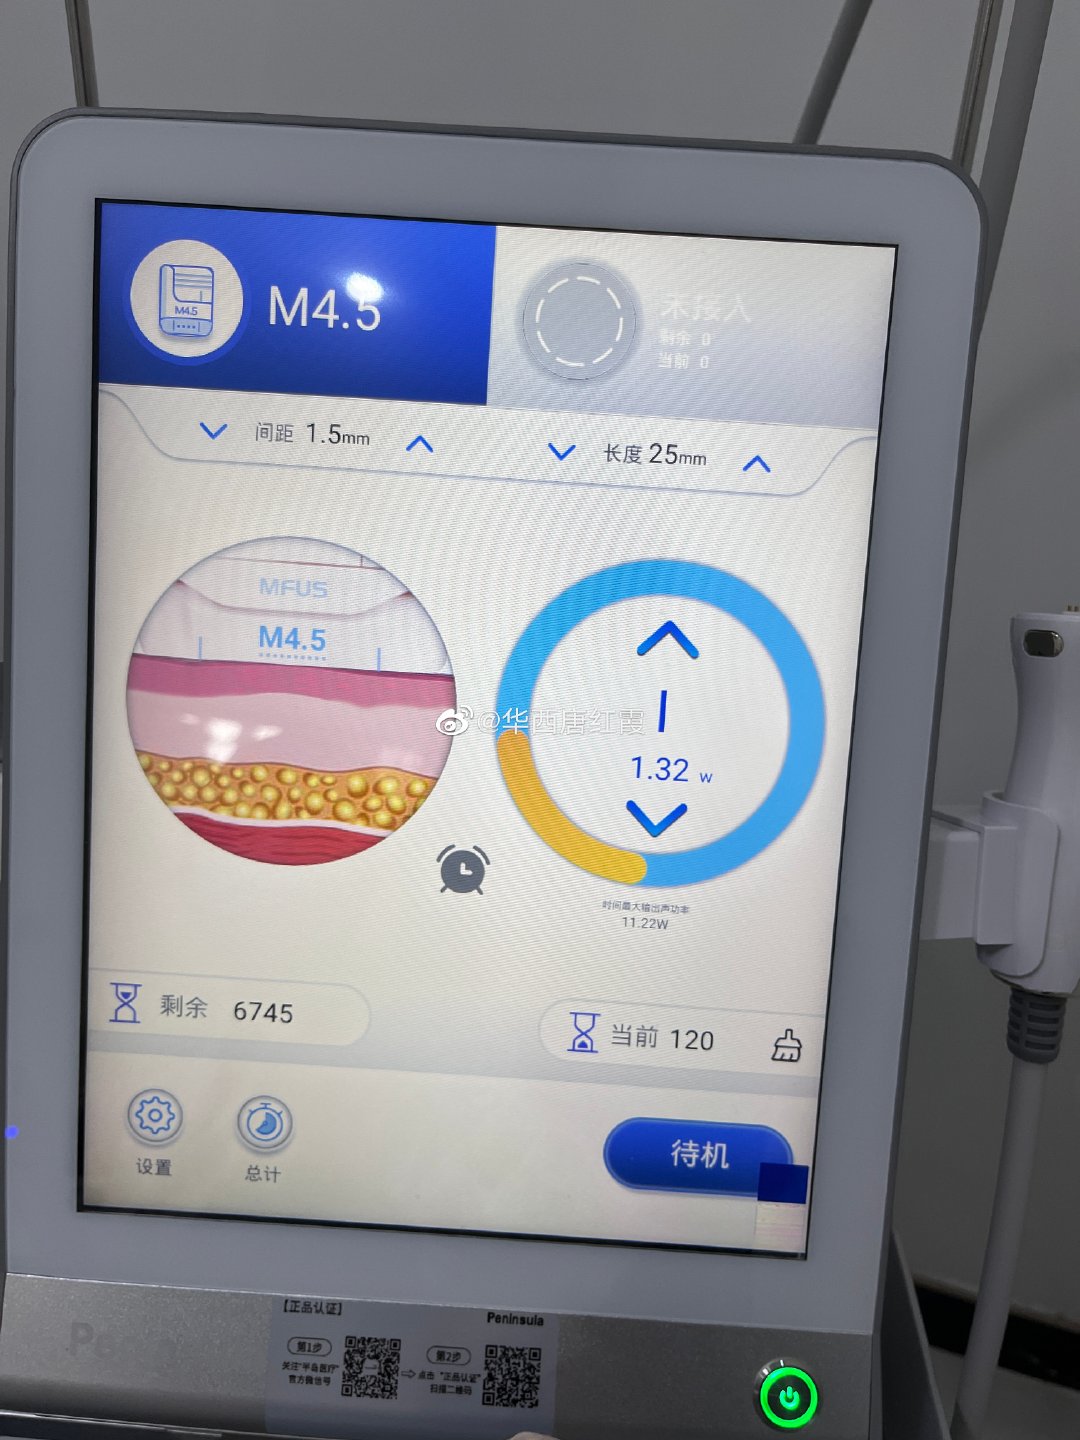 M4.5
M4.5
未接入
剩余 0
当前 0
间距 1.5mm
长度 25mm
MFUS
M4.5
I
1.32 w
@华西唐红霞
时间最大输出声功率
11.22W
剩余 6745
当前 120
设置
总计
待机
【正品认证】
Peninsula
第1步
关注"半岛医疗"
官方微信号
第2步
点击"正品认证"
扫描二维码